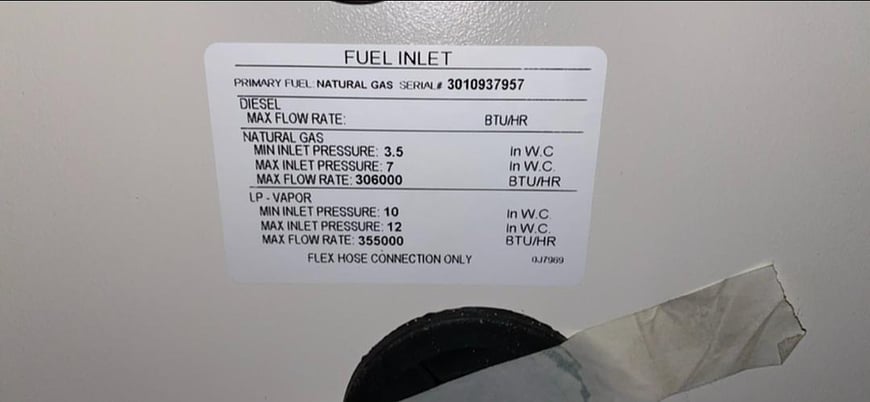 FUEL INLET
PRIMARY FUEL: NATURAL GAS SERIAL# 3010937957
DIESEL
MAX FLOW RATE: BTU/HR
NATURAL GAS
MIN INLET PRESSURE: 3.5 In W.C
MAX INLET PRESSURE: 7 In W.C.
MAX FLOW RATE: 306000 BTU/HR
LP - VAPOR
MIN INLET PRESSURE: 10 In W.C
MAX INLET PRESSURE: 12 In W.C.
MAX FLOW RATE: 355000 BTU/HR
FLEX HOSE CONNECTION ONLY 0J7969